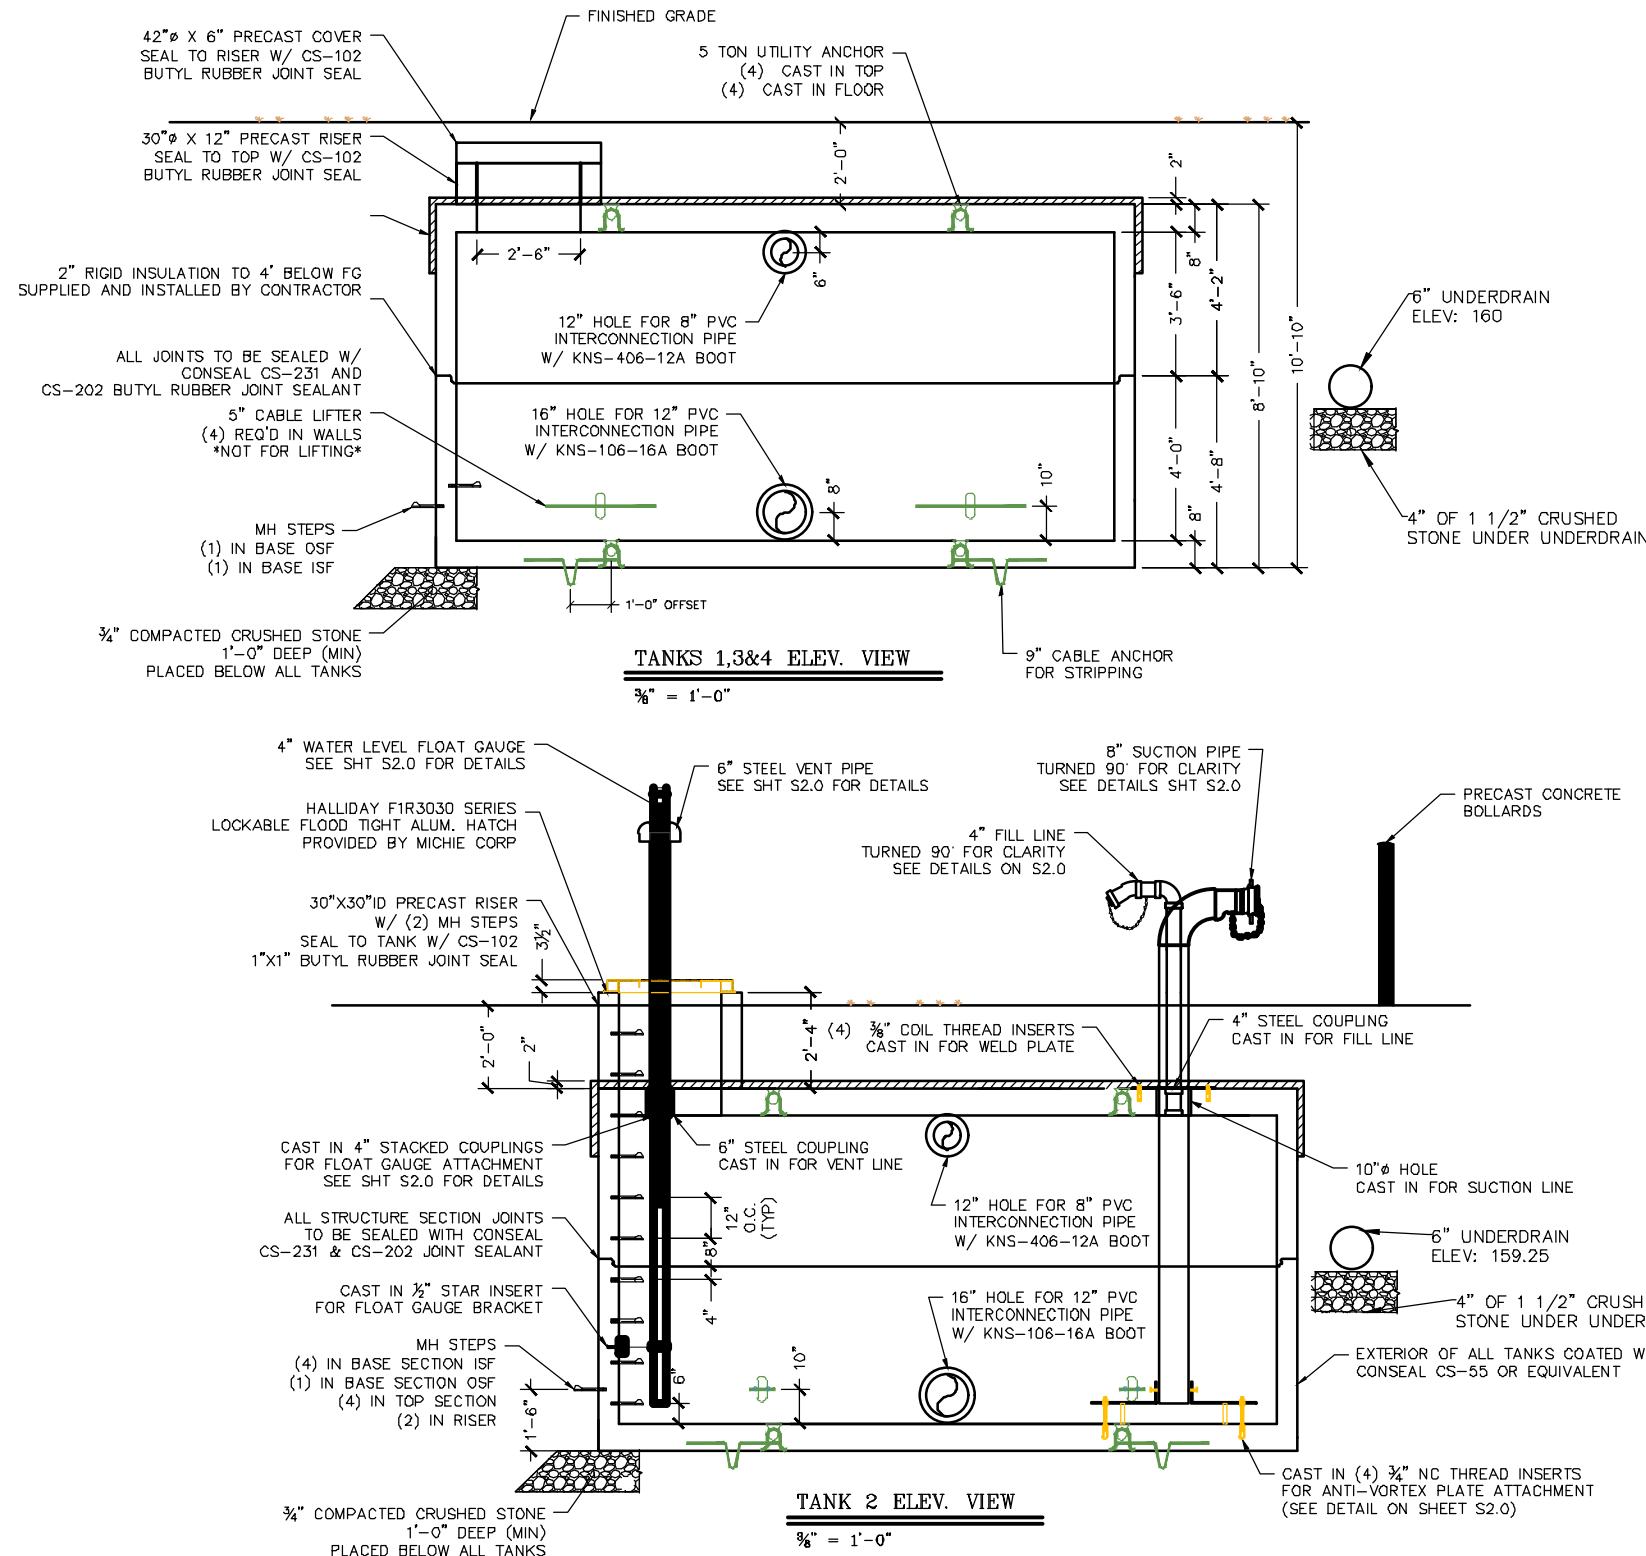 FINISHED GRADE
42"ø X 6" PRECAST COVER
SEAL TO RISER W/ CS-102
BUTYL RUBBER JOINT SEAL
5 TON UTILITY ANCHOR
(4) CAST IN TOP
(4) CAST IN FLOOR
30"ø X 12" PRECAST RISER
SEAL TO TOP W/ CS-102
BUTYL RUBBER JOINT SEAL
2'-0"
2"
2'-6"
6"
8"
2" RIGID INSULATION TO 4' BELOW FG
SUPPLIED AND INSTALLED BY CONTRACTOR
3'-6"
4'-2"
10'-10"
6" UNDERDRAIN
ELEV: 160
12" HOLE FOR 8" PVC
INTERCONNECTION PIPE
W/ KNS-406-12A BOOT
ALL JOINTS TO BE SEALED W/
CONSEAL CS-231 AND
CS-202 BUTYL RUBBER JOINT SEALANT
8'-10"
5" CABLE LIFTER
(4) REQ'D IN WALLS
*NOT FOR LIFTING*
16" HOLE FOR 12" PVC
INTERCONNECTION PIPE
W/ KNS-106-16A BOOT
8"
10"
4'-0"
4'-8"
8"
4" OF 1 1/2" CRUSHED
STONE UNDER UNDERDRAIN
MH STEPS
(1) IN BASE OSF
(1) IN BASE ISF
1'-0" OFFSET
¾" COMPACTED CRUSHED STONE
1'-0" DEEP (MIN)
PLACED BELOW ALL TANKS
9" CABLE ANCHOR
FOR STRIPPING
TANKS 1,3&4 ELEV. VIEW
⅜" = 1'-0"
4" WATER LEVEL FLOAT GAUGE
SEE SHT S2.0 FOR DETAILS
6" STEEL VENT PIPE
SEE SHT S2.0 FOR DETAILS
8" SUCTION PIPE
TURNED 90' FOR CLARITY
SEE DETAILS SHT S2.0
PRECAST CONCRETE
BOLLARDS
HALLIDAY F1R3030 SERIES
LOCKABLE FLOOD TIGHT ALUM. HATCH
PROVIDED BY MICHIE CORP
4" FILL LINE
TURNED 90' FOR CLARITY
SEE DETAILS ON S2.0
30"X30"ID PRECAST RISER
W/ (2) MH STEPS
SEAL TO TANK W/ CS-102
1"X1" BUTYL RUBBER JOINT SEAL
3½"
2'-0"
2"
2'-4"
(4) ⅜" COIL THREAD INSERTS
CAST IN FOR WELD PLATE
4" STEEL COUPLING
CAST IN FOR FILL LINE
CAST IN 4" STACKED COUPLINGS
FOR FLOAT GAUGE ATTACHMENT
SEE SHT S2.0 FOR DETAILS
6" STEEL COUPLING
CAST IN FOR VENT LINE
10"ø HOLE
CAST IN FOR SUCTION LINE
12"
O.C.
(TYP)
12" HOLE FOR 8" PVC
INTERCONNECTION PIPE
W/ KNS-406-12A BOOT
ALL STRUCTURE SECTION JOINTS
TO BE SEALED WITH CONSEAL
CS-231 & CS-202 JOINT SEALANT
8"
4"
6" UNDERDRAIN
ELEV: 159.25
CAST IN ½" STAR INSERT
FOR FLOAT GAUGE BRACKET
16" HOLE FOR 12" PVC
INTERCONNECTION PIPE
W/ KNS-106-16A BOOT
4" OF 1 1/2" CRUSH
STONE UNDER UNDER
MH STEPS
(4) IN BASE SECTION ISF
(1) IN BASE SECTION OSF
(4) IN TOP SECTION
(2) IN RISER
1'-6"
6"
10"
EXTERIOR OF ALL TANKS COATED W
CONSEAL CS-55 OR EQUIVALENT
CAST IN (4) ¾" NC THREAD INSERTS
FOR ANTI-VORTEX PLATE ATTACHMENT
(SEE DETAIL ON SHEET S2.0)
¾" COMPACTED CRUSHED STONE
1'-0" DEEP (MIN)
PLACED BELOW ALL TANKS
TANK 2 ELEV. VIEW
⅜" = 1'-0"